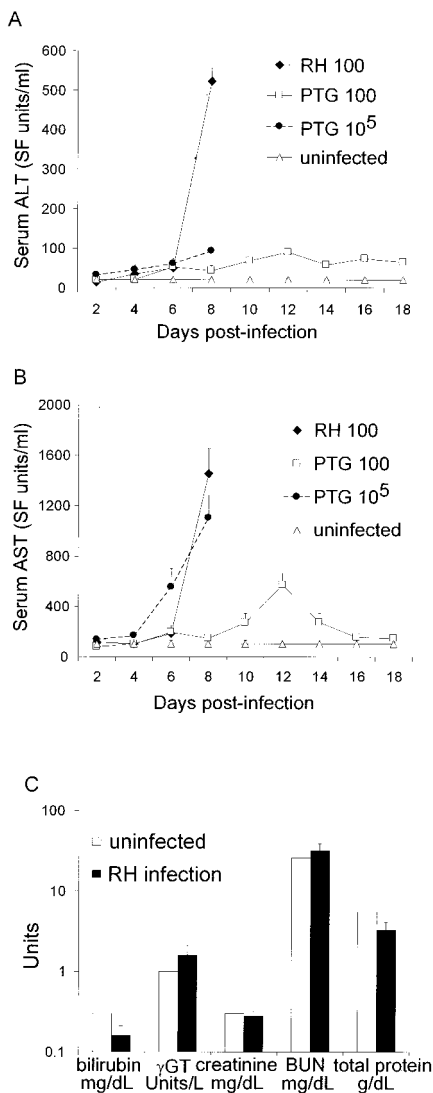 A
Serum ALT (SF units/ml)
600
500
400
300
200
100
0
RH 100
PTG 100
PTG 10⁵
uninfected
2 4 6 8 10 12 14 16 18
Days post-infection
B
Serum AST (SF units/ml)
2000
1600
1200
800
400
0
RH 100
PTG 100
PTG 10⁵
uninfected
2 4 6 8 10 12 14 16 18
Days post-infection
C
Units
100
10
1
0.1
uninfected
RH infection
bilirubin γGT creatinine BUN total protein
mg/dL Units/L mg/dL mg/dL g/dL